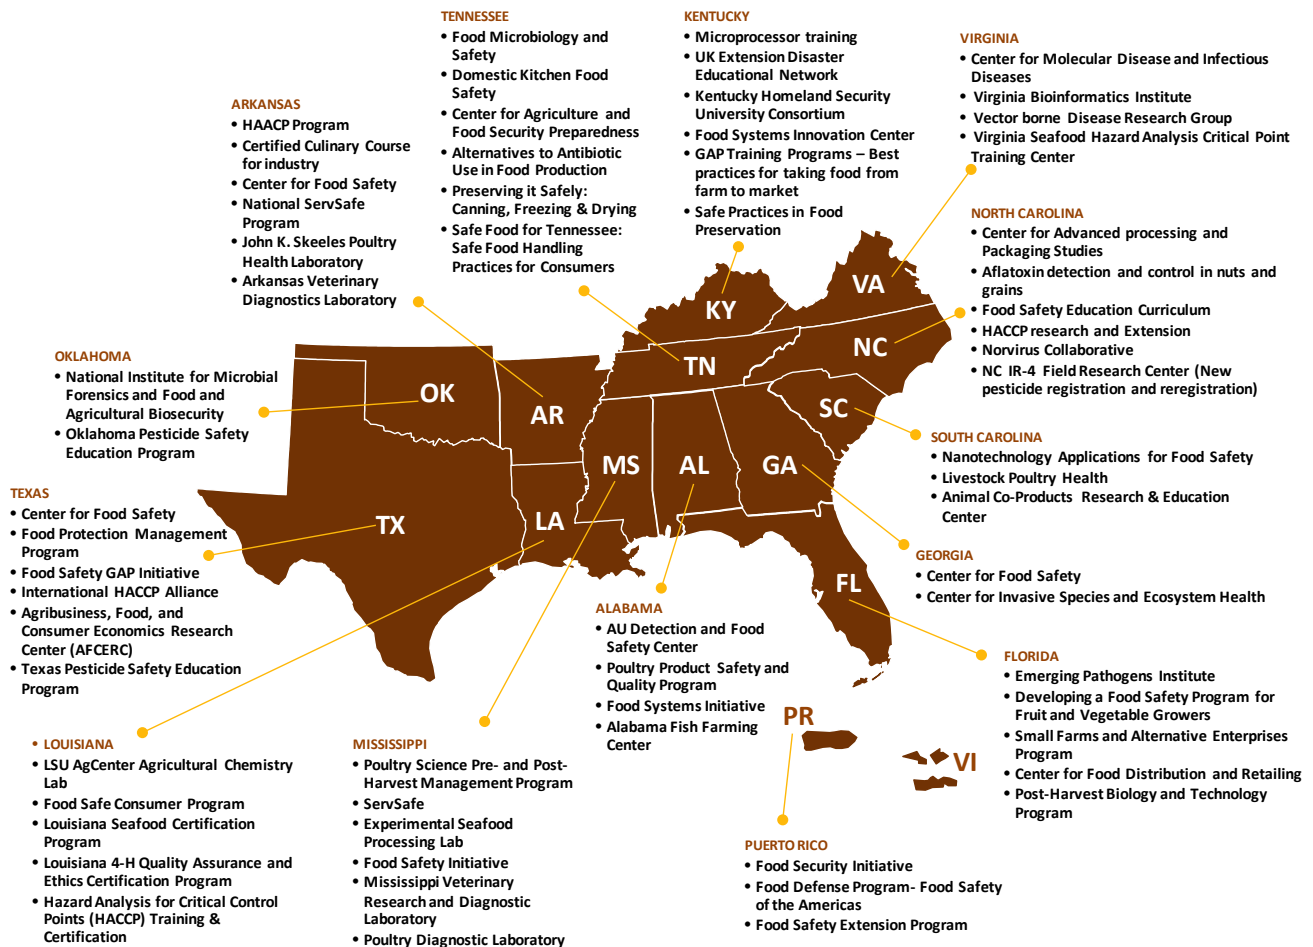 TENNESSEE
• Food Microbiology and
Safety
• Domestic Kitchen Food
Safety
• Center for Agriculture and
Food Security Preparedness
• Alternatives to Antibiotic
Use in Food Production
• Preserving it Safely:
Canning, Freezing & Drying
• Safe Food for Tennessee:
Safe Food Handling
Practices for Consumers
KENTUCKY
• Microprocessor training
• UK Extension Disaster
Educational Network
• Kentucky Homeland Security
University Consortium
• Food Systems Innovation Center
• GAP Training Programs – Best
practices for taking food from
farm to market
• Safe Practices in Food
Preservation
VIRGINIA
• Center for Molecular Disease and Infectious
Diseases
• Virginia Bioinformatics Institute
• Vector borne Disease Research Group
• Virginia Seafood Hazard Analysis Critical Point
Training Center
ARKANSAS
• HAACP Program
• Certified Culinary Course
for industry
• Center for Food Safety
• National ServSafe
Program
• John K. Skeeles Poultry
Health Laboratory
• Arkansas Veterinary
Diagnostics Laboratory
NORTH CAROLINA
• Center for Advanced processing and
Packaging Studies
• Aflatoxin detection and control in nuts and
grains
• Food Safety Education Curriculum
• HACCP research and Extension
• Norvirus Collaborative
• NC IR-4 Field Research Center (New
pesticide registration and reregistration)
OKLAHOMA
• National Institute for Microbial
Forensics and Food and
Agricultural Biosecurity
• Oklahoma Pesticide Safety
Education Program
VA
KY
NC
TN
OK
AR
SC
MS
AL
GA
TX
LA
FL
SOUTH CAROLINA
• Nanotechnology Applications for Food Safety
• Livestock Poultry Health
• Animal Co-Products Research & Education
Center
TEXAS
• Center for Food Safety
• Food Protection Management
Program
• Food Safety GAP Initiative
• International HACCP Alliance
• Agribusiness, Food, and
Consumer Economics Research
Center (AFCERC)
• Texas Pesticide Safety Education
Program
GEORGIA
• Center for Food Safety
• Center for Invasive Species and Ecosystem Health
ALABAMA
• AU Detection and Food
Safety Center
• Poultry Product Safety and
Quality Program
• Food Systems Initiative
• Alabama Fish Farming
Center
FLORIDA
• Emerging Pathogens Institute
• Developing a Food Safety Program for
Fruit and Vegetable Growers
• Small Farms and Alternative Enterprises
Program
• Center for Food Distribution and Retailing
• Post-Harvest Biology and Technology
Program
PR
VI
• LOUISIANA
• LSU AgCenter Agricultural Chemistry
Lab
• Food Safe Consumer Program
• Louisiana Seafood Certification
Program
• Louisiana 4-H Quality Assurance and
Ethics Certification Program
• Hazard Analysis for Critical Control
Points (HACCP) Training &
Certification
MISSISSIPPI
• Poultry Science Pre- and Post-
Harvest Management Program
• ServSafe
• Experimental Seafood
Processing Lab
• Food Safety Initiative
• Mississippi Veterinary
Research and Diagnostic
Laboratory
• Poultry Diagnostic Laboratory
PUERTO RICO
• Food Security Initiative
• Food Defense Program- Food Safety
of the Americas
• Food Safety Extension Program